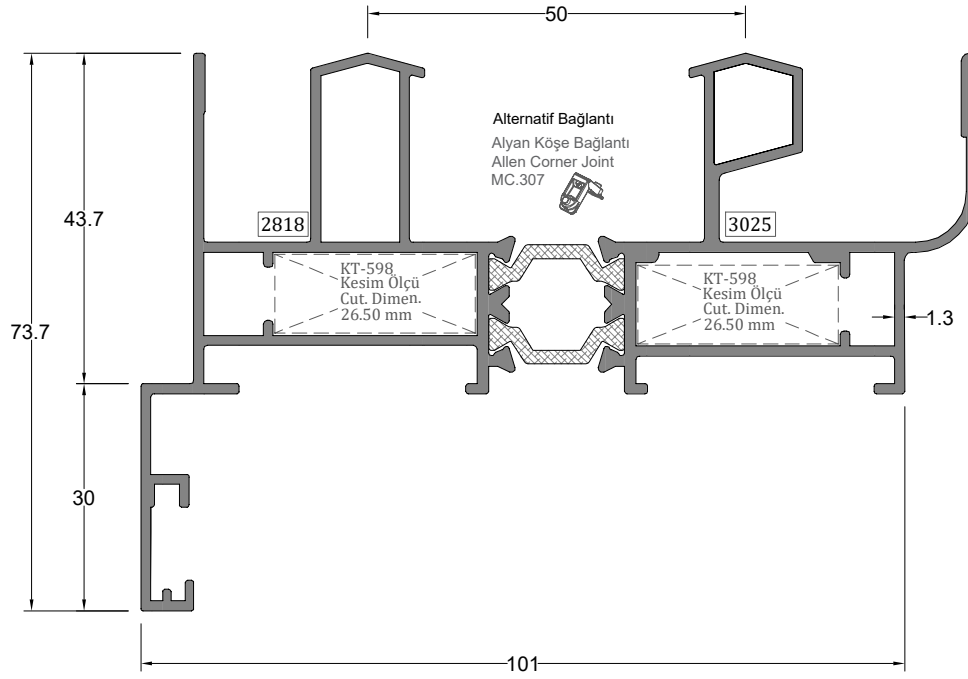 50
Alternatif Bağlantı
Alyan Köşe Bağlantı
Allen Corner Joint
MC.307
43.7
2818
3025
KT-598
Kesim Ölçü
Cut. Dimen.
26.50 mm
KT-598
Kesim Ölçü
Cut. Dimen.
26.50 mm
1.3
73.7
30
101